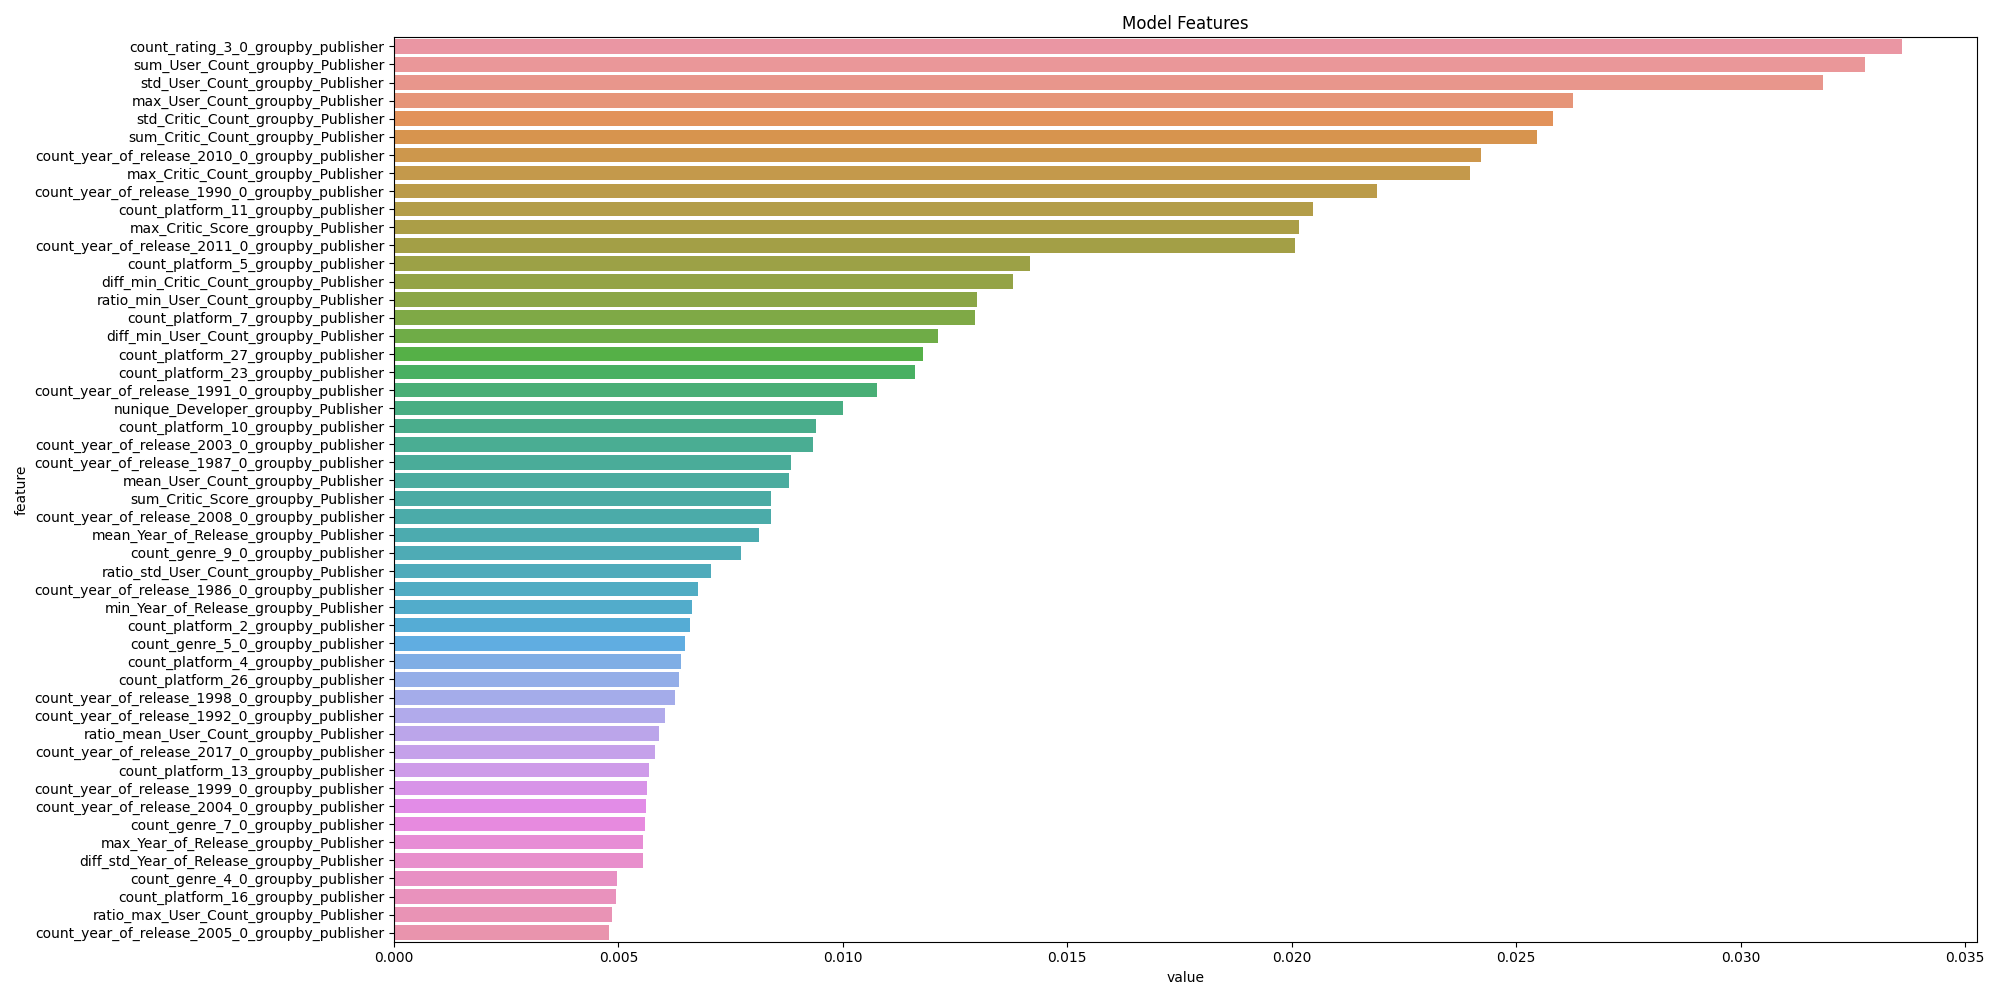 Model Features
feature
count_rating_3_0_groupby_publisher
sum_User_Count_groupby_Publisher
std_User_Count_groupby_Publisher
max_User_Count_groupby_Publisher
std_Critic_Count_groupby_Publisher
sum_Critic_Count_groupby_Publisher
count_year_of_release_2010_0_groupby_publisher
max_Critic_Count_groupby_Publisher
count_year_of_release_1990_0_groupby_publisher
count_platform_11_groupby_publisher
max_Critic_Score_groupby_Publisher
count_year_of_release_2011_0_groupby_publisher
count_platform_5_groupby_publisher
diff_min_Critic_Count_groupby_Publisher
ratio_min_User_Count_groupby_Publisher
count_platform_7_groupby_publisher
diff_min_User_Count_groupby_Publisher
count_platform_27_groupby_publisher
count_platform_23_groupby_publisher
count_year_of_release_1991_0_groupby_publisher
nunique_Developer_groupby_Publisher
count_platform_10_groupby_publisher
count_year_of_release_2003_0_groupby_publisher
count_year_of_release_1987_0_groupby_publisher
mean_User_Count_groupby_Publisher
sum_Critic_Score_groupby_Publisher
count_year_of_release_2008_0_groupby_publisher
mean_Year_of_Release_groupby_Publisher
count_genre_9_0_groupby_publisher
ratio_std_User_Count_groupby_Publisher
count_year_of_release_1986_0_groupby_publisher
min_Year_of_Release_groupby_Publisher
count_platform_2_groupby_publisher
count_genre_5_0_groupby_publisher
count_platform_4_groupby_publisher
count_platform_26_groupby_publisher
count_year_of_release_1998_0_groupby_publisher
count_year_of_release_1992_0_groupby_publisher
ratio_mean_User_Count_groupby_Publisher
count_year_of_release_2017_0_groupby_publisher
count_platform_13_groupby_publisher
count_year_of_release_1999_0_groupby_publisher
count_year_of_release_2004_0_groupby_publisher
count_genre_7_0_groupby_publisher
max_Year_of_Release_groupby_Publisher
diff_std_Year_of_Release_groupby_Publisher
count_genre_4_0_groupby_publisher
count_platform_16_groupby_publisher
ratio_max_User_Count_groupby_Publisher
count_year_of_release_2005_0_groupby_publisher
0.000 0.005 0.010 0.015 0.020 0.025 0.030 0.035
value